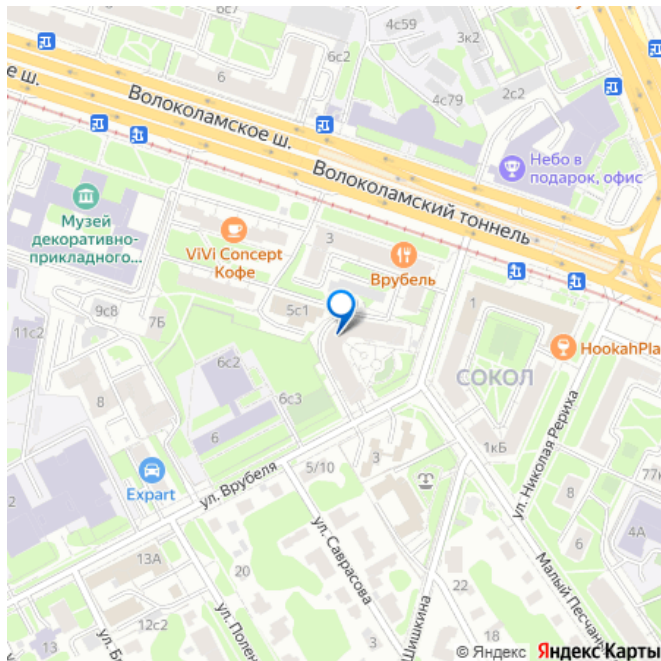 6с7
6с2
4с59
3к2
6
4с79
2с2
е ш.
Волоколамское ш.
Небо в
подарок, офис
Волоколамский тоннель
Музей
декоративно-
прикладного...
ViVi Concept
Кофе
3
Врубель
9с8
7Б
5с1
1
11с2
HookahPla
6с2
СОКОЛ
8
6с3
6
1кБ
ул. Николая Рериха
77к
Expart
ул. Врубеля
5/10
3
8
4А
6
13А
20
ул. Саврасова
22
Малый Песчан
12с2
ул. Полен
Шишкина
18
13
ул. Б
© Яндекс Яндекс Карты